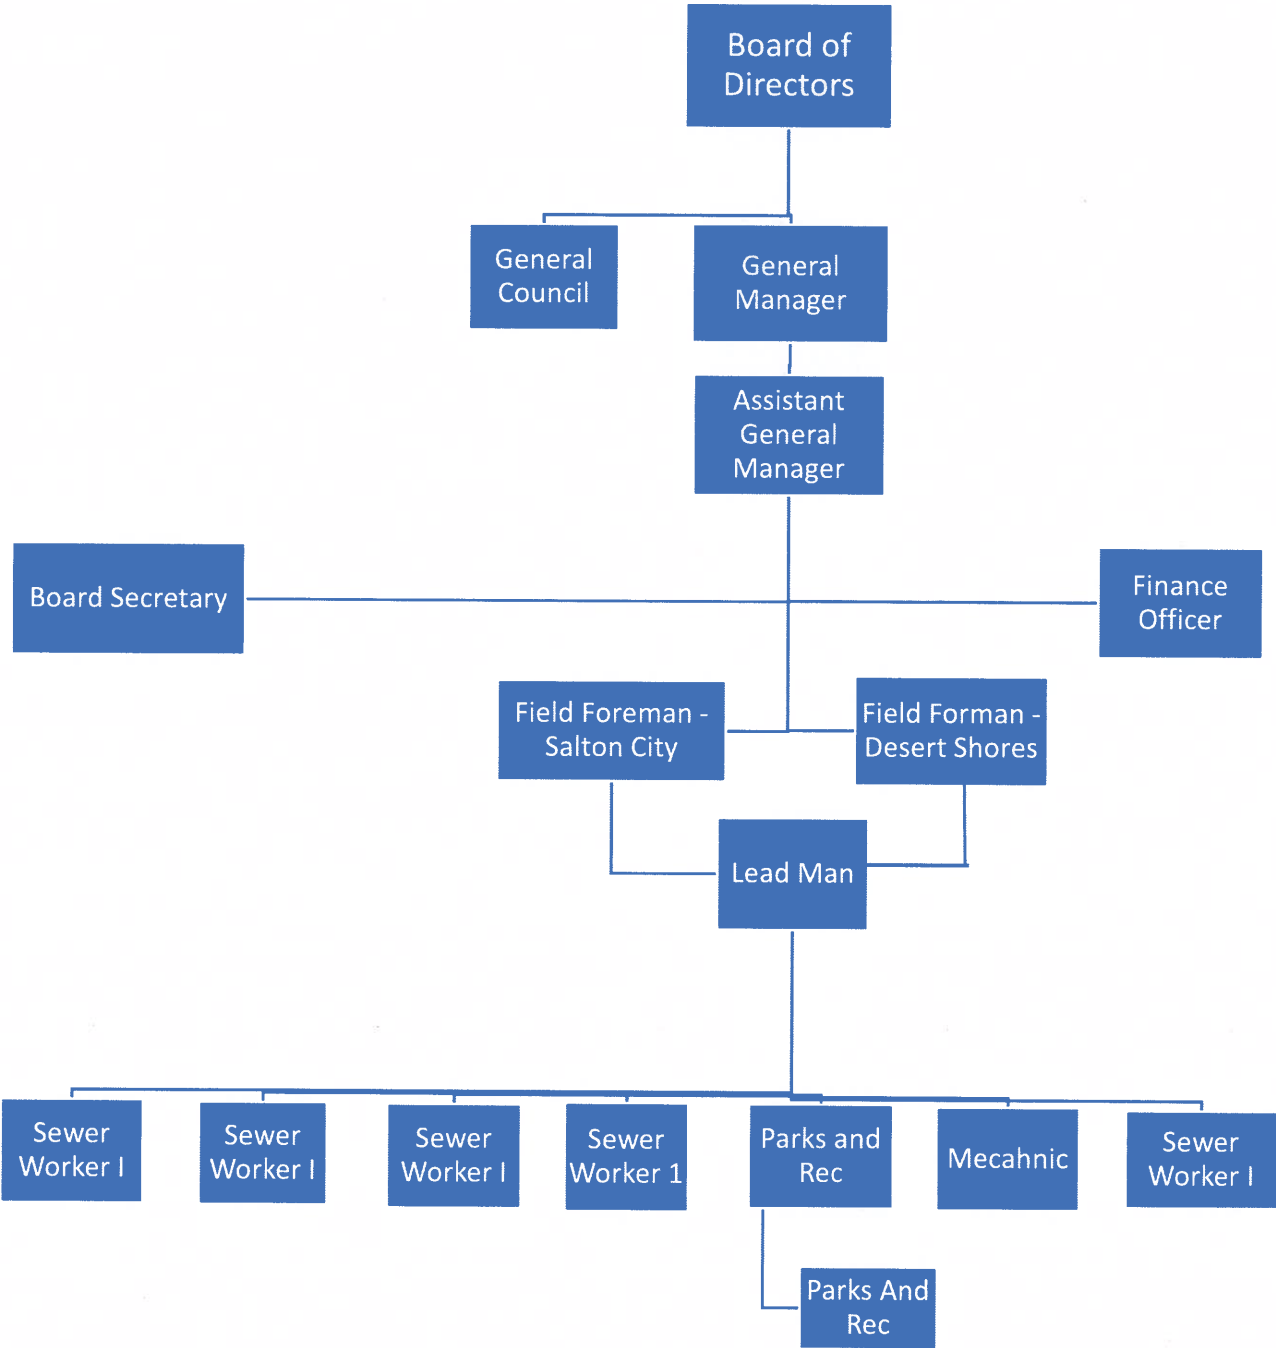 Board of
Directors
General
Council
General
Manager
Assistant
General
Manager
Board Secretary
Finance
Officer
Field Foreman -
Salton City
Field Forman -
Desert Shores
Lead Man
Sewer
Worker I
Sewer
Worker I
Sewer
Worker I
Sewer
Worker 1
Parks and
Rec
Mecahnic
Sewer
Worker I
Parks And
Rec